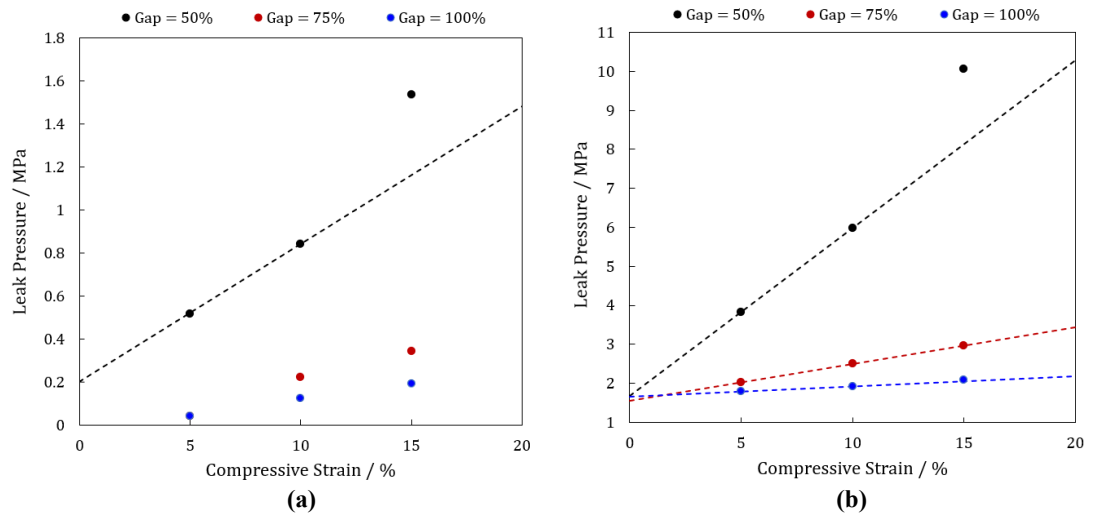 Gap = 50% Gap = 75% Gap = 100%
1.8
1.6
1.4
1.2
1
0.8
0.6
0.4
0.2
0
Leak Pressure / MPa
0 5 10 15 20
Compressive Strain / %
(a)
Gap = 50% Gap = 75% Gap = 100%
11
10
9
8
7
6
5
4
3
2
1
Leak Pressure / MPa
0 5 10 15 20
Compressive Strain / %
(b)